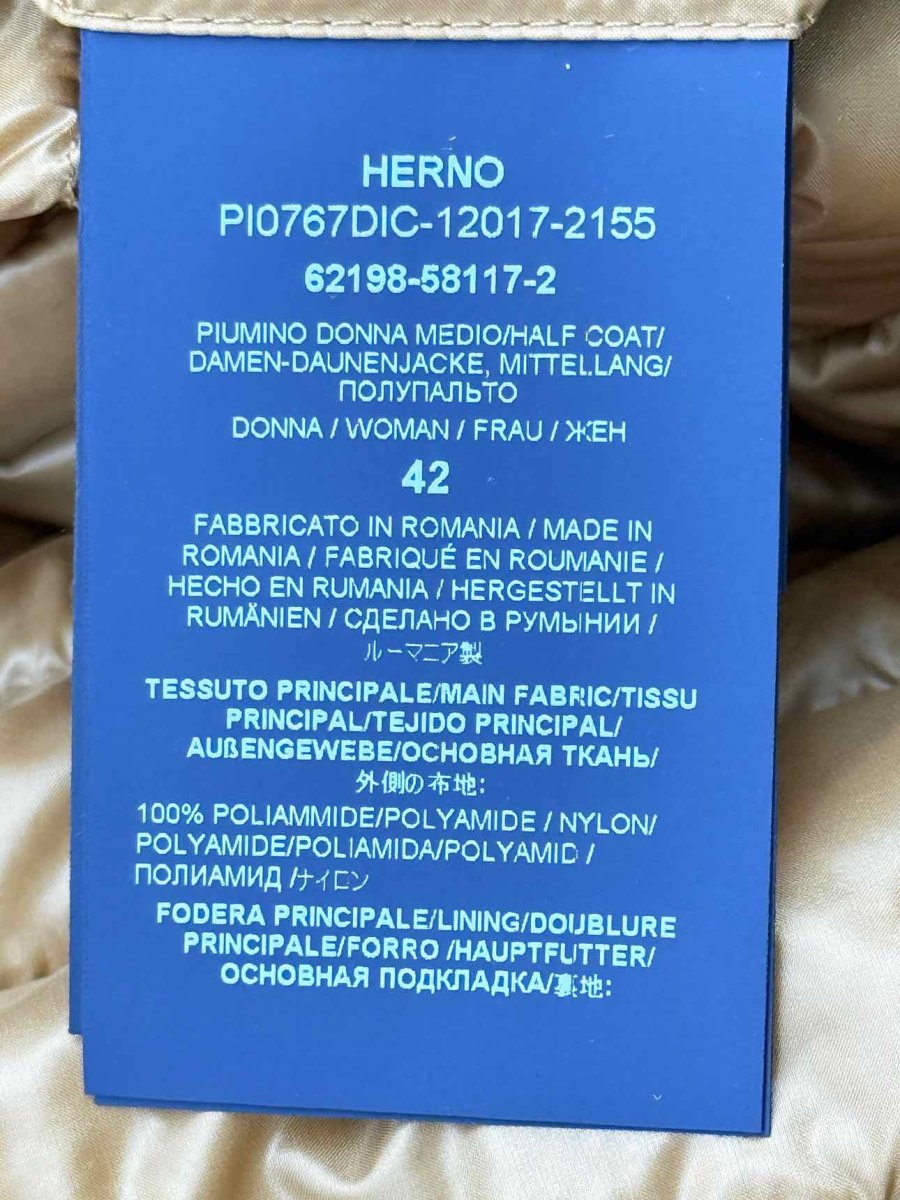 HERNO
PI0767DIC-12017-2155
62198-58117-2
PIUMINO DONNA MEDIO/HALF COAT/
DAMEN-DAUNENJACKE, MITTELLANG/
ПОЛУПАЛЬТО
DONNA / WOMAN / FRAU / ЖЕН
42
FABBRICATO IN ROMANIA / MADE IN
ROMANIA / FABRIQUÉ EN ROUMANIE /
HECHO EN RUMANIA / HERGESTELLT IN
RUMÄNIEN / СДЕЛАНО В РУМЫНИИ /
ルーマニア製
TESSUTO PRINCIPALE/MAIN FABRIC/TISSU
PRINCIPAL/TEJIDO PRINCIPAL/
AUßENGEWEBE/ОСНОВНАЯ ТКАНЬ/
外側の布地:
100% POLIAMMIDE/POLYAMIDE / NYLON/
POLYAMIDE/POLIAMIDA/POLYAMID /
ПОЛИАМИД /ナイロン
FODERA PRINCIPALE/LINING/DOUBLURE
PRINCIPALE/FORRO /HAUPTFUTTER/
ОСНОВНАЯ ПОДКЛАДКА/裏地: